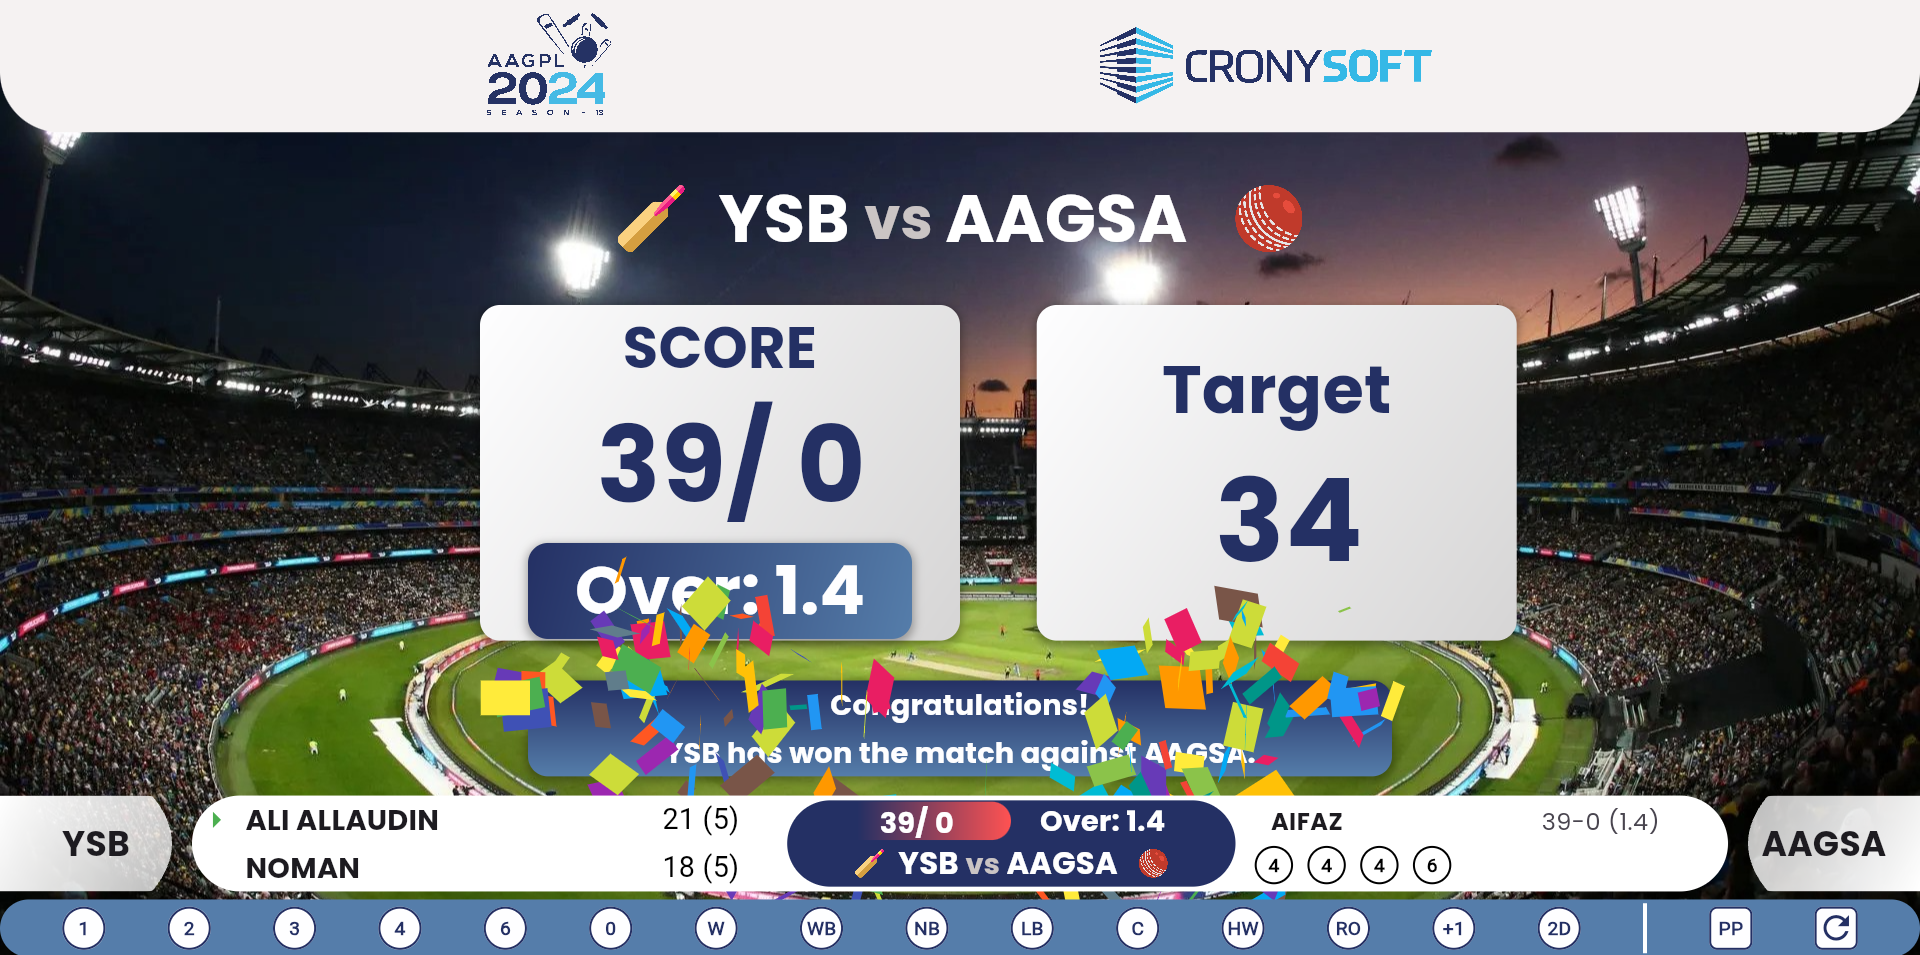 AAGPL
2024
SEASON - 13
CRONYSOFT
YSB vs AAGSA
SCORE
39/ 0
Over: 1.4
Target
34
Congratulations!
YSB has won the match against AAGSA.
YSB
ALI ALLAUDIN 21 (5)
NOMAN 18 (5)
39/ 0 Over: 1.4
YSB vs AAGSA
AIFAZ 39-0 (1.4)
4 4 4 6
AAGSA
1 2 3 4 6 0 W WB NB LB C HW RO +1 2D PP